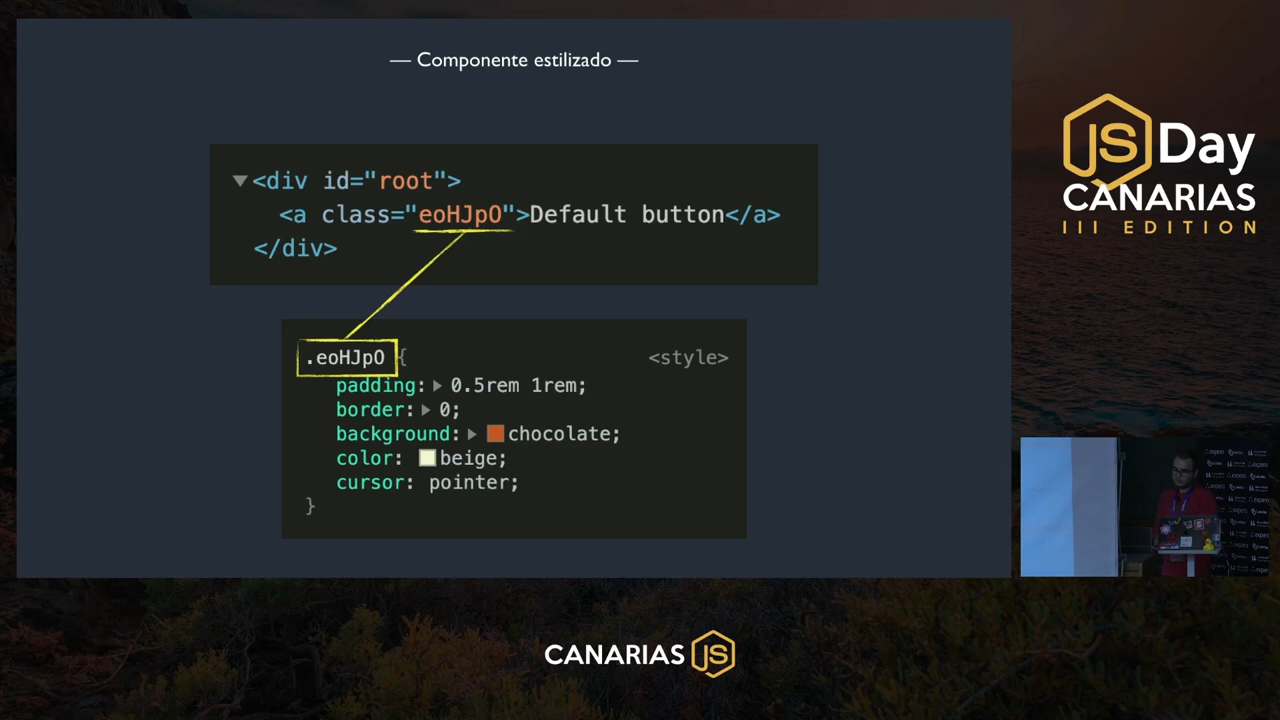 — Componente estilizado —
<div id="root">
<a class="eoHJpO">Default button</a>
</div>
.eoHJpO {
<style>
padding: 0.5rem 1rem;
border: 0;
background: chocolate;
color: beige;
cursor: pointer;
}
JS Day
CANARIAS
III EDITION
CANARIAS JS